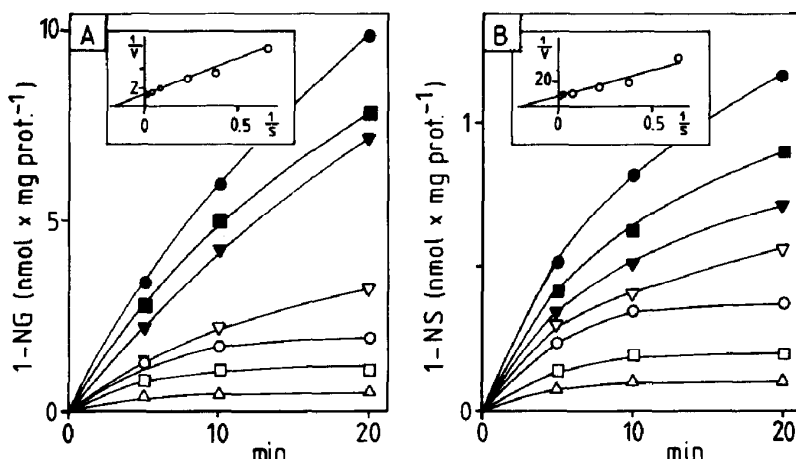 A
10
5
0
1-NG (nmol x mg prot.-1)
0
10
20
min
1/V
2
0
0.5
1/S
B
1
0
1-NS (nmol x mg prot.-1)
0
10
20
min
1/V
20
0
0.5
1/S